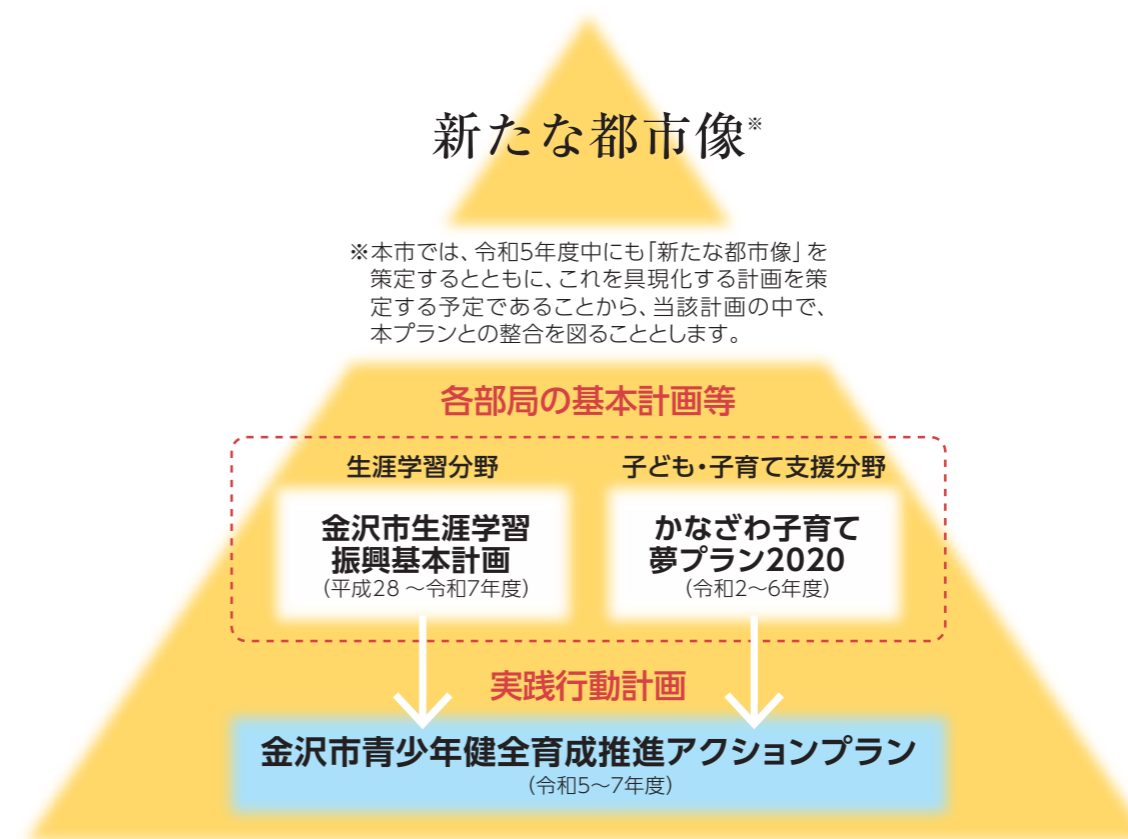 新たな都市像※
※本市では、令和5年度中にも「新たな都市像」を
策定するとともに、これを具現化する計画を策
定する予定であることから、当該計画の中で、
本プランとの整合を図ることとします。
各部局の基本計画等
生涯学習分野
金沢市生涯学習
振興基本計画
(平成28～令和7年度)
子ども・子育て支援分野
かなざわ子育て
夢プラン2020
(令和2～6年度)
実践行動計画
金沢市青少年健全育成推進アクションプラン
(令和5～7年度)